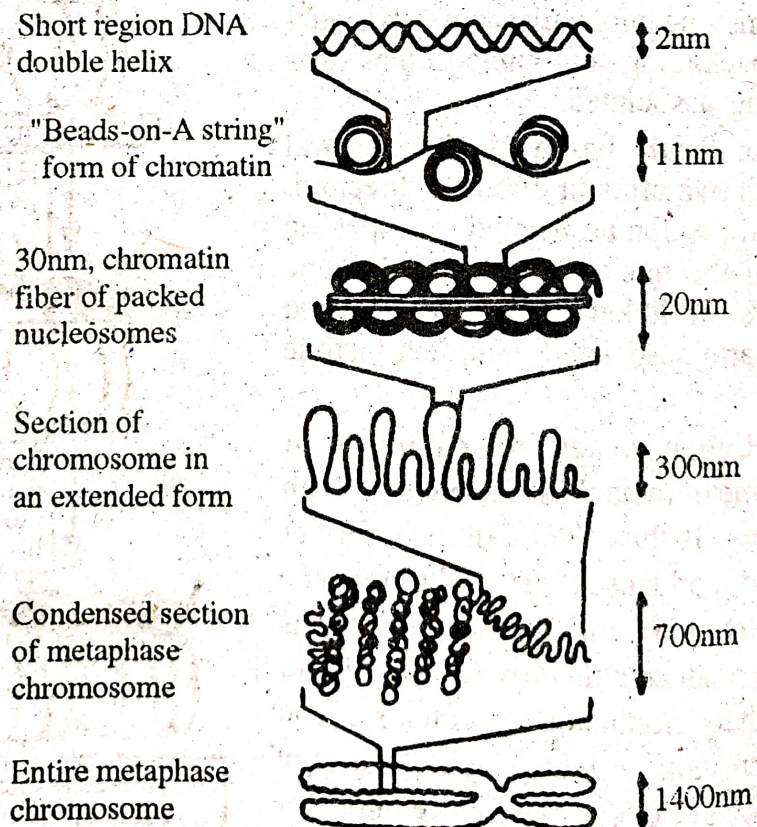 Short region DNA
double helix
2nm
"Beads-on-A string"
form of chromatin
11nm
30nm, chromatin
fiber of packed
nucleosomes
20nm
Section of
chromosome in
an extended form
300nm
Condensed section
of metaphase
chromosome
700nm
Entire metaphase
chromosome
1400nm